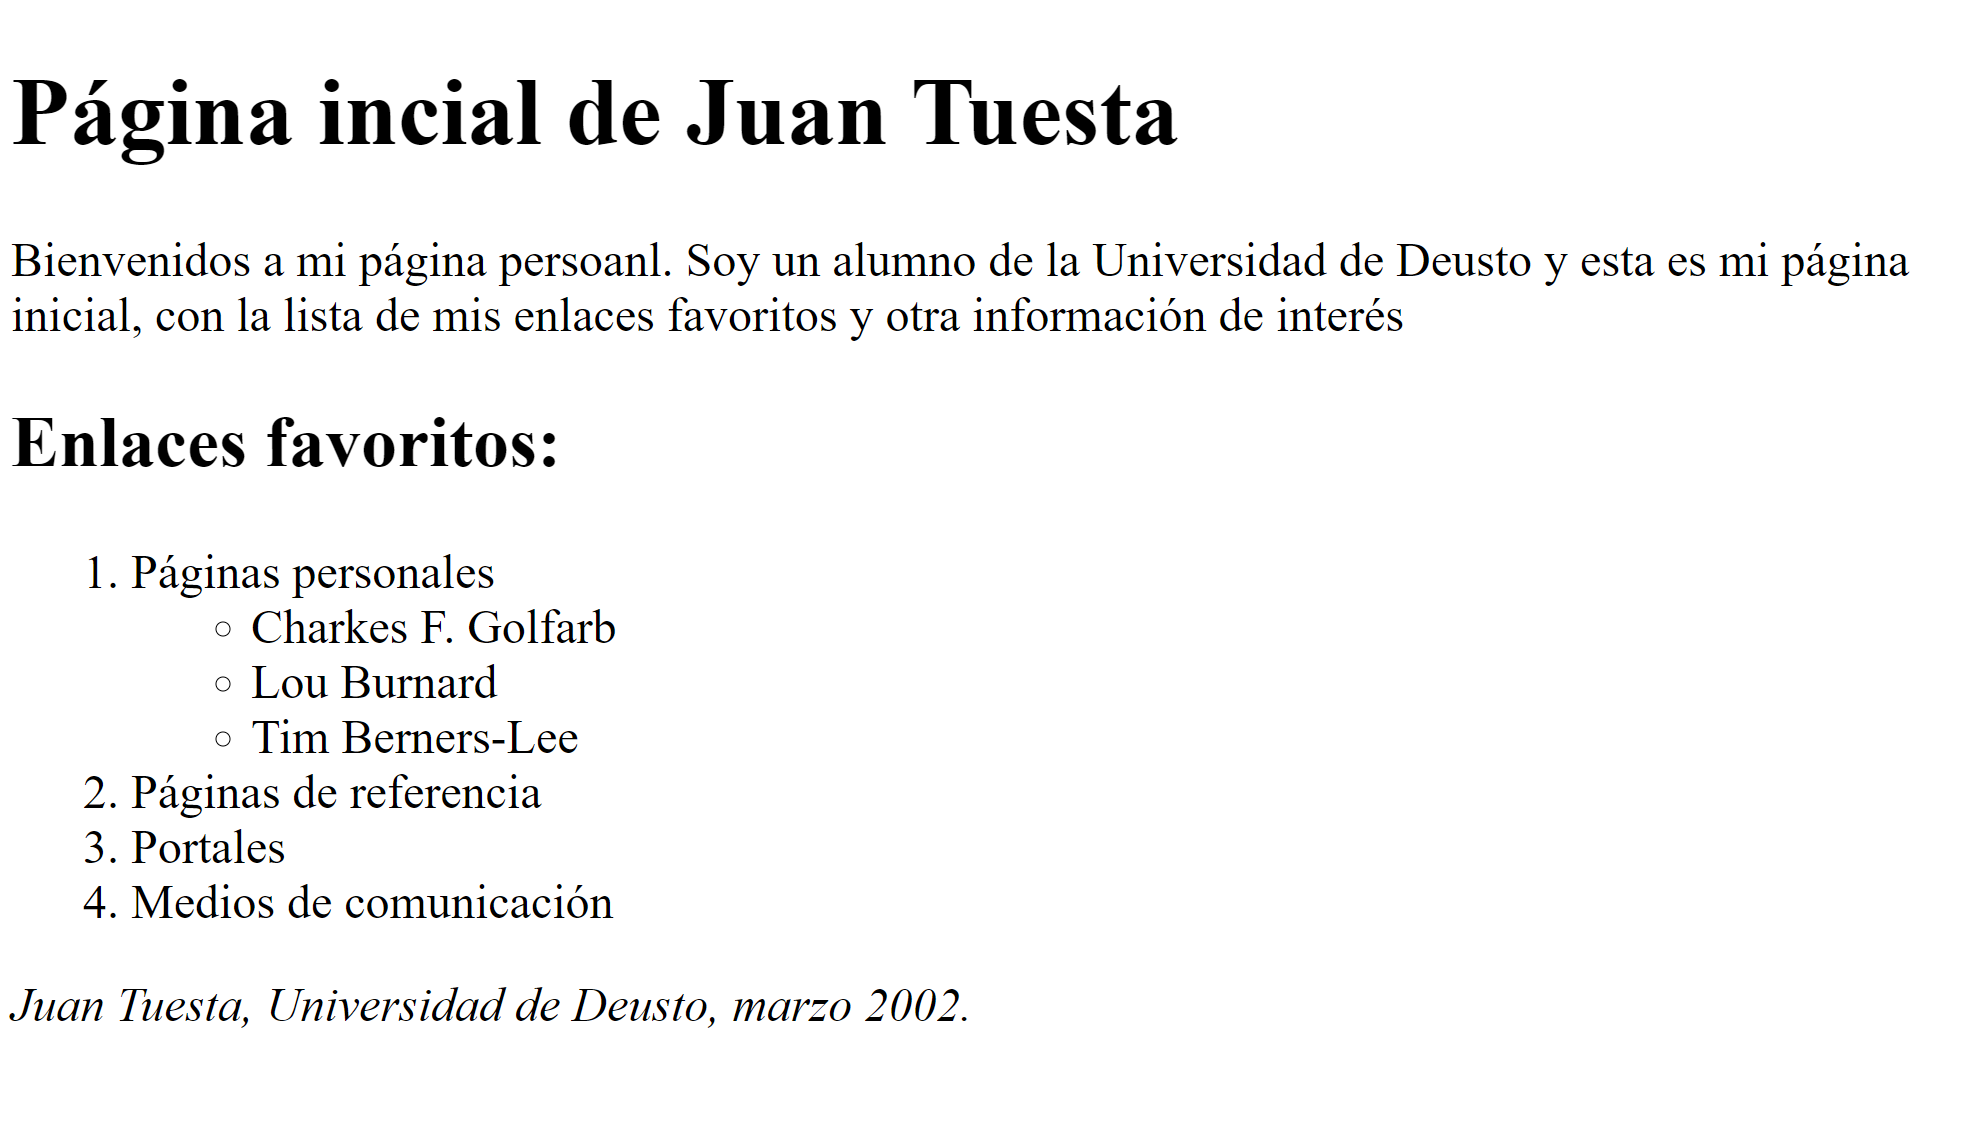 Página incial de Juan Tuesta
Bienvenidos a mi página persoanl. Soy un alumno de la Universidad de Deusto y esta es mi página
inicial, con la lista de mis enlaces favoritos y otra información de interés
Enlaces favoritos:
1. Páginas personales
◦ Charkes F. Golfarb
◦ Lou Burnard
◦ Tim Berners-Lee
2. Páginas de referencia
3. Portales
4. Medios de comunicación
Juan Tuesta, Universidad de Deusto, marzo 2002.